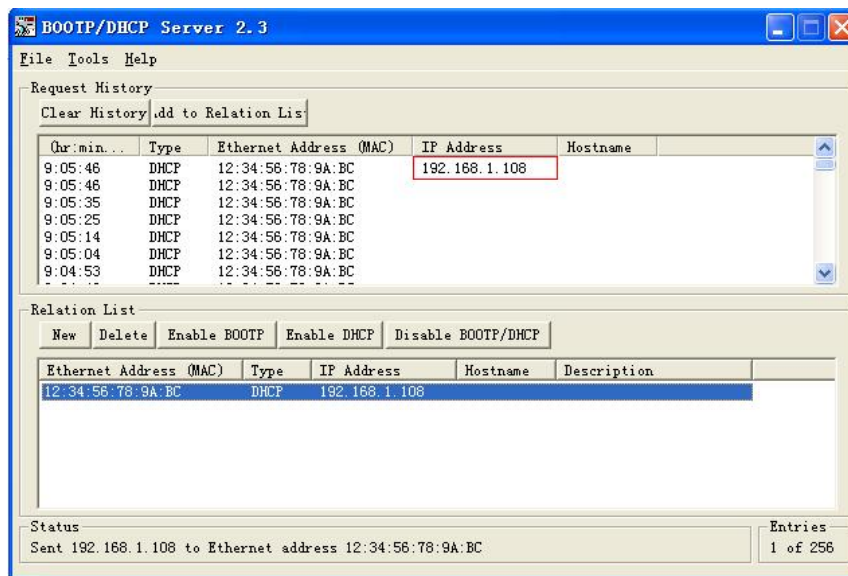 BOOTP/DHCP Server 2.3
File Tools Help
Request History
Clear History dd to Relation Lis
(hr:min... Type Ethernet Address (MAC) IP Address Hostname
9:05:46 DHCP 12:34:56:78:9A:BC 192.168.1.108
9:05:46 DHCP 12:34:56:78:9A:BC
9:05:35 DHCP 12:34:56:78:9A:BC
9:05:25 DHCP 12:34:56:78:9A:BC
9:05:14 DHCP 12:34:56:78:9A:BC
9:05:04 DHCP 12:34:56:78:9A:BC
9:04:53 DHCP 12:34:56:78:9A:BC
Relation List
New Delete Enable BOOTP Enable DHCP Disable BOOTP/DHCP
Ethernet Address (MAC) Type IP Address Hostname Description
12:34:56:78:9A:BC DHCP 192.168.1.108
Status Entries
Sent 192.168.1.108 to Ethernet address 12:34:56:78:9A:BC 1 of 256